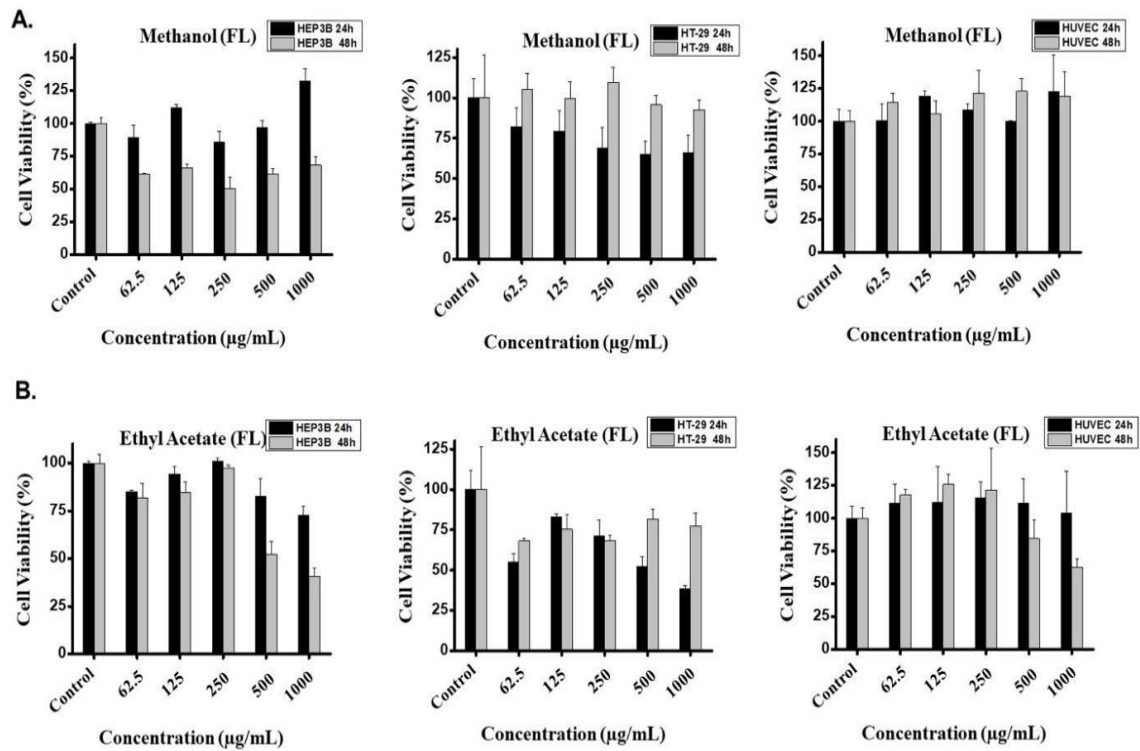 A.
Methanol (FL)
HEP3B 24h
HEP3B 48h
Cell Viability (%)
150
125
100
75
50
25
0
Control
62.5
125
250
500
1000
Concentration (µg/mL)
Methanol (FL)
HT-29 24h
HT-29 48h
Cell Viability (%)
125
100
75
50
25
0
Control
62.5
125
250
500
1000
Concentration (µg/mL)
Methanol (FL)
HUVEC 24h
HUVEC 48h
Cell Viability (%)
150
125
100
75
50
25
0
Control
62.5
125
250
500
1000
Concentration (µg/mL)
B.
Ethyl Acetate (FL)
HEP3B 24h
HEP3B 48h
Cell Viability (%)
100
75
50
25
0
Control
62.5
125
250
500
1000
Concentration (µg/mL)
Ethyl Acetate (FL)
HT-29 24h
HT-29 48h
Cell Viability (%)
125
100
75
50
25
0
Control
62.5
125
250
500
1000
Concentration (µg/mL)
Ethyl Acetate (FL)
HUVEC 24h
HUVEC 48h
Cell Viability (%)
150
125
100
75
50
25
0
Control
62.5
125
250
500
1000
Concentration (µg/mL)